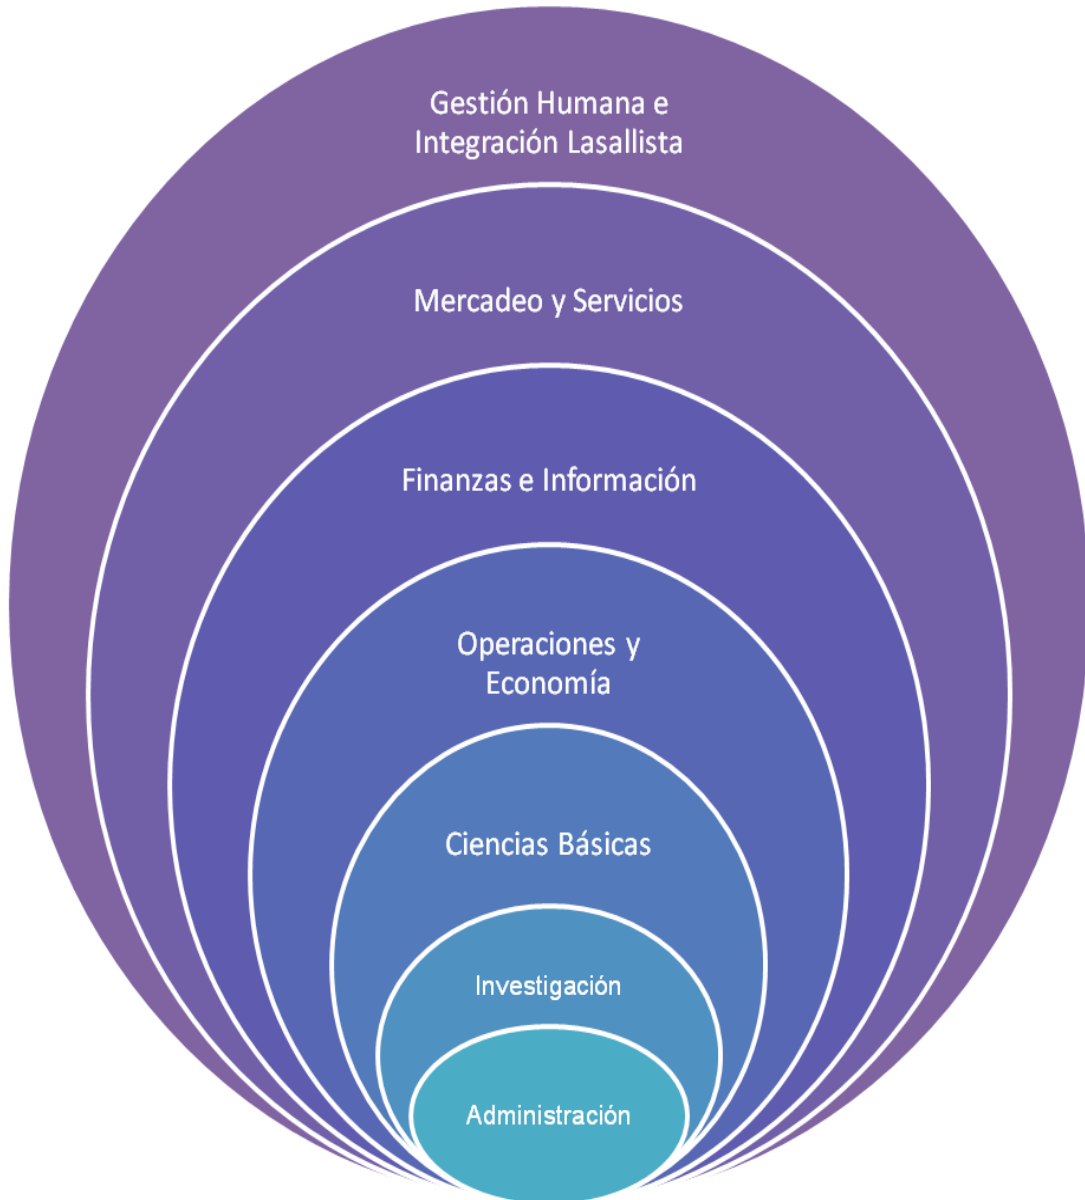 Gestión Humana e
Integración Lasallista
Mercadeo y Servicios
Finanzas e Información
Operaciones y
Economía
Ciencias Básicas
Investigación
Administración